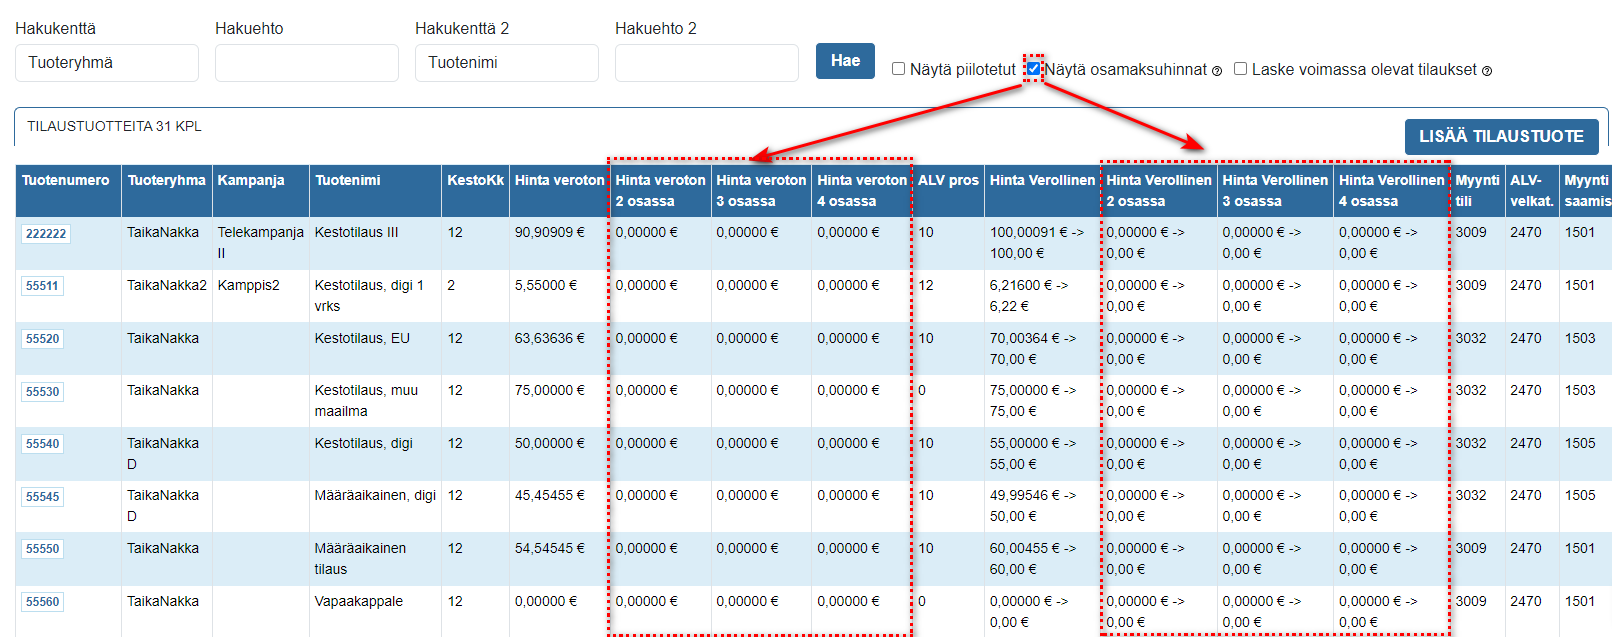 Hakukenttä Hakuehto Hakukenttä 2 Hakuehto 2
Tuoteryhmä Tuotenimi Hae Näytä piilotetut Näytä osamaksuhinnat Laske voimassa olevat tilaukset
TILAUSTUOTTEITA 31 KPL
LISÄÄ TILAUSTUOTE
Tuotenumero Tuoteryhma Kampanja Tuotenimi KestoKk Hinta veroton Hinta veroton Hinta veroton Hinta veroton ALV pros Hinta Verollinen Hinta Verollinen Hinta Verollinen Hinta Verollinen Myynti ALV- Myynti
2 osassa 3 osassa 4 osassa 2 osassa 3 osassa 4 osassa tili velkat. saamis
222222 TaikaNakka Telekampanja Kestotilaus III 12 90,90909 € 0,00000 € 0,00000 € 0,00000 € 10 100,00091 € -> 0,00000 € -> 0,00000 € -> 0,00000 € -> 3009 2470 1501
II 100,00 € 0,00 € 0,00 € 0,00 €
55511 TaikaNakka2 Kamppis2 Kestotilaus, digi 1 2 5,55000 € 0,00000 € 0,00000 € 0,00000 € 12 6,21600 € -> 0,00000 € -> 0,00000 € -> 0,00000 € -> 3009 2470 1501
vrks 6,22 € 0,00 € 0,00 € 0,00 €
55520 TaikaNakka Kestotilaus, EU 12 63,63636 € 0,00000 € 0,00000 € 0,00000 € 10 70,00364 € -> 0,00000 € -> 0,00000 € -> 0,00000 € -> 3032 2470 1503
70,00 € 0,00 € 0,00 € 0,00 €
55530 TaikaNakka Kestotilaus, muu 12 75,00000 € 0,00000 € 0,00000 € 0,00000 € 0 75,00000 € -> 0,00000 € -> 0,00000 € -> 0,00000 € -> 3032 2470 1503
maailma 75,00 € 0,00 € 0,00 € 0,00 €
55540 TaikaNakka Kestotilaus, digi 12 50,00000 € 0,00000 € 0,00000 € 0,00000 € 10 55,00000 € -> 0,00000 € -> 0,00000 € -> 0,00000 € -> 3032 2470 1505
D 55,00 € 0,00 € 0,00 € 0,00 €
55545 TaikaNakka Määräaikainen, digi 12 45,45455 € 0,00000 € 0,00000 € 0,00000 € 10 49,99546 € -> 0,00000 € -> 0,00000 € -> 0,00000 € -> 3032 2470 1505
D 50,00 € 0,00 € 0,00 € 0,00 €
55550 TaikaNakka Määräaikainen 12 54,54545 € 0,00000 € 0,00000 € 0,00000 € 10 60,00455 € -> 0,00000 € -> 0,00000 € -> 0,00000 € -> 3009 2470 1501
tilaus 60,00 € 0,00 € 0,00 € 0,00 €
55560 TaikaNakka Vapaakappale 12 0,00000 € 0,00000 € 0,00000 € 0,00000 € 0 0,00000 € -> 0,00000 € -> 0,00000 € -> 0,00000 € -> 3009 2470 1501
0,00 € 0,00 € 0,00 € 0,00 €